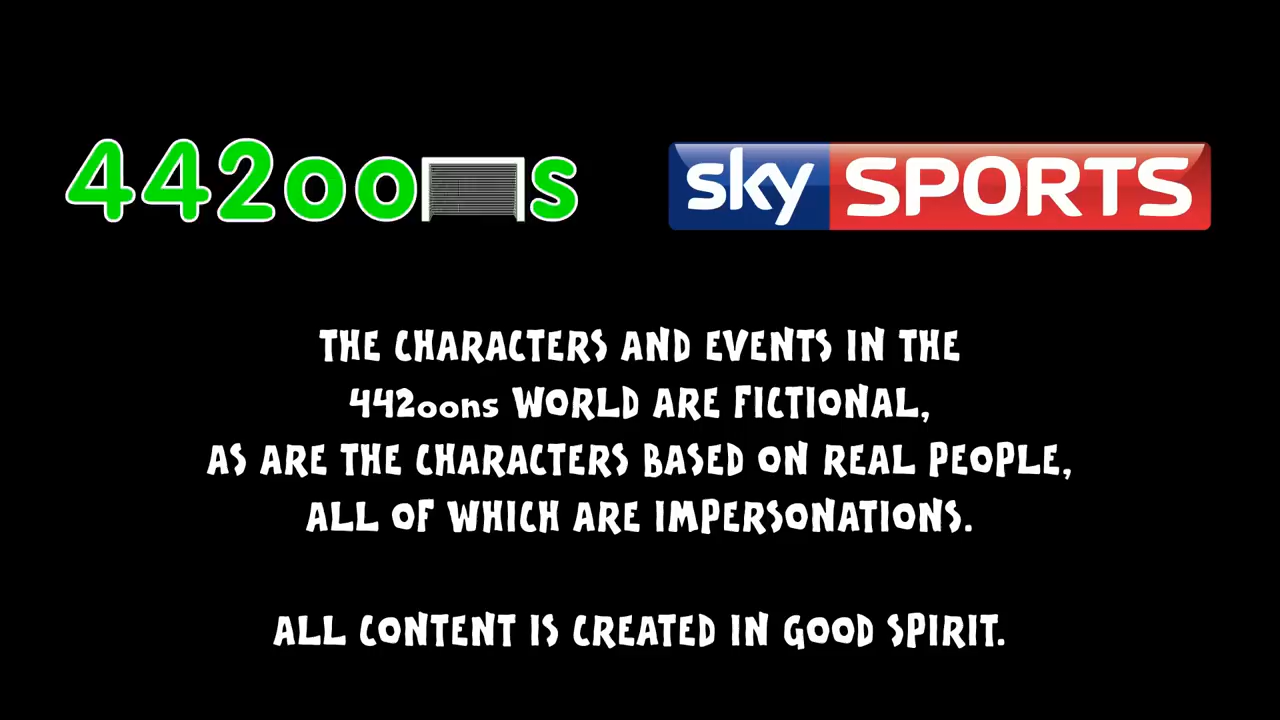 442oons
sky SPORTS
THE CHARACTERS AND EVENTS IN THE
442oons WORLD ARE FICTIONAL,
AS ARE THE CHARACTERS BASED ON REAL PEOPLE,
ALL OF WHICH ARE IMPERSONATIONS.
ALL CONTENT IS CREATED IN GOOD SPIRIT.